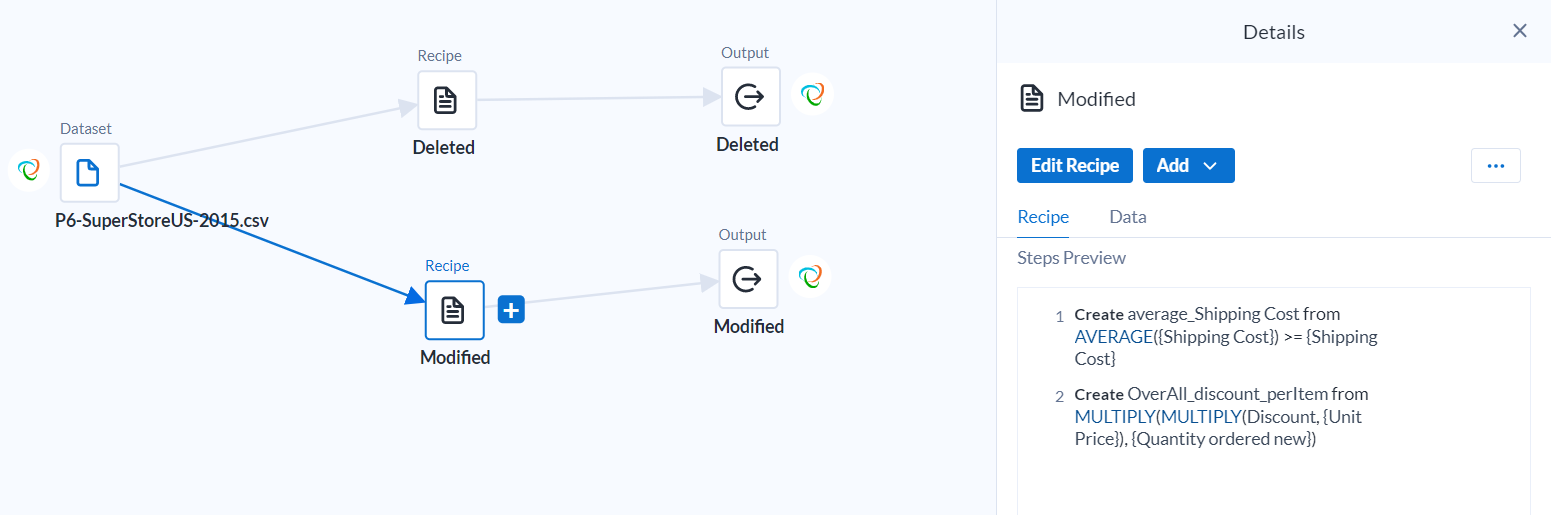 Recipe
Deleted
Output
Deleted
Dataset
P6-SuperStoreUS-2015.csv
Recipe
Modified
Output
Modified
Details
Modified
Edit Recipe
Add
...
Recipe
Data
Steps Preview
1 Create average_Shipping Cost from
AVERAGE({Shipping Cost}) >= {Shipping
Cost}
2 Create OverAll_discount_perItem from
MULTIPLY(MULTIPLY(Discount, {Unit
Price}), {Quantity ordered new})